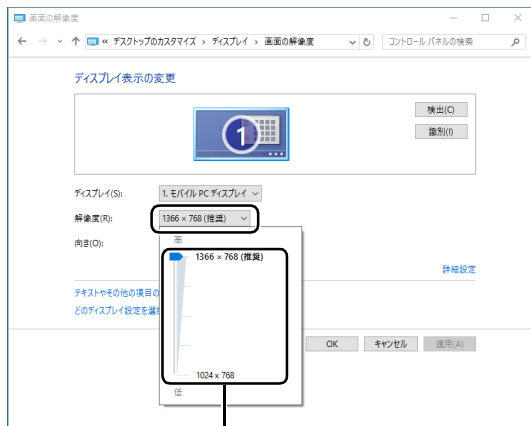 画面の解像度
« デスクトップのカスタマイズ › ディスプレイ › 画面の解像度
コントロール パネルの検索
ディスプレイ表示の変更
1
検出(C)
識別(I)
ディスプレイ(S):
1. モバイル PC ディスプレイ
解像度(R):
1366 × 768 (推奨)
向き(O):
高
1366 × 768 (推奨)
詳細設定
テキストやその他の項目の
どのディスプレイ設定を選
1024 x 768
低
OK
キャンセル
適用(A)